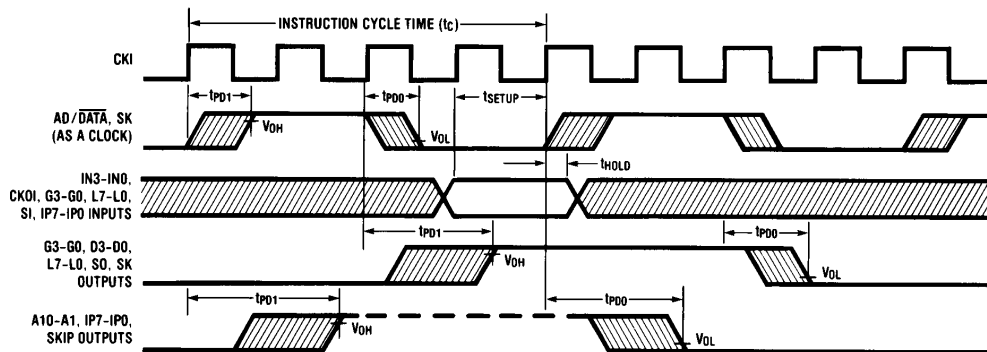 INSTRUCTION CYCLE TIME (tC)
CKI
tPD1
tPD0
tSETUP
AD/DATA, SK
(AS A CLOCK)
VOH
VOL
tHOLD
IN3-IN0,
CKOI, G3-G0, L7-L0,
SI, IP7-IP0 INPUTS
tPD1
tPD0
G3-G0, D3-D0,
L7-L0, SO, SK
OUTPUTS
VOH
VOL
tPD1
tPD0
A10-A1, IP7-IP0,
SKIP OUTPUTS
VOH
VOL